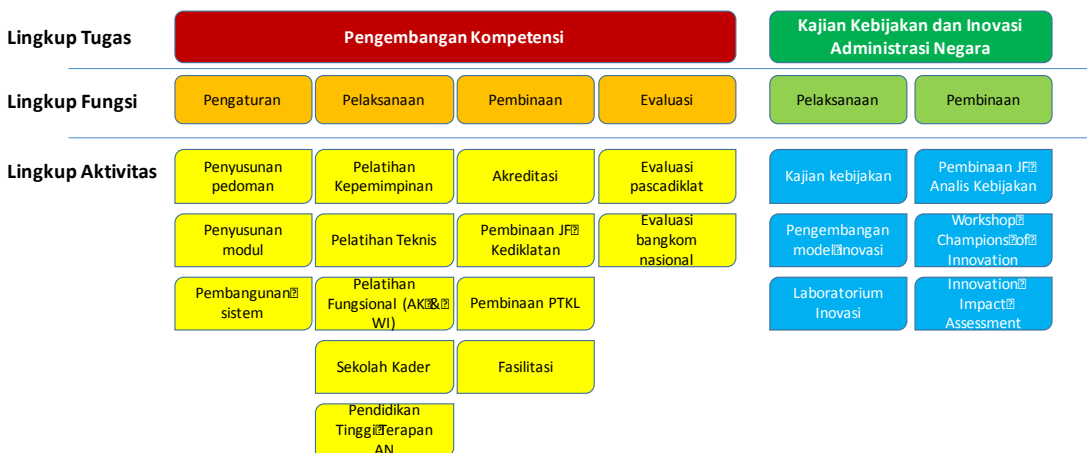 Lingkup Tugas
Pengembangan Kompetensi
Kajian Kebijakan dan Inovasi
Administrasi Negara
Lingkup Fungsi
Pengaturan
Pelaksanaan
Pembinaan
Evaluasi
Pelaksanaan
Pembinaan
Lingkup Aktivitas
Penyusunan
pedoman
Pelatihan
Kepemimpinan
Akreditasi
Evaluasi
pascadiklat
Kajian kebijakan
Pembinaan JF
Analis Kebijakan
Penyusunan
modul
Pelatihan Teknis
Pembinaan JF
Kediklatan
Evaluasi
bangkom
nasional
Pengembangan
model inovasi
Workshop
Champions of
Innovation
Pembangunan
sistem
Pelatihan
Fungsional (AK &
WI)
Pembinaan PTKL
Laboratorium
Inovasi
Innovation
Impact
Assessment
Sekolah Kader
Fasilitasi
Pendidikan
Tinggi Terapan
AN